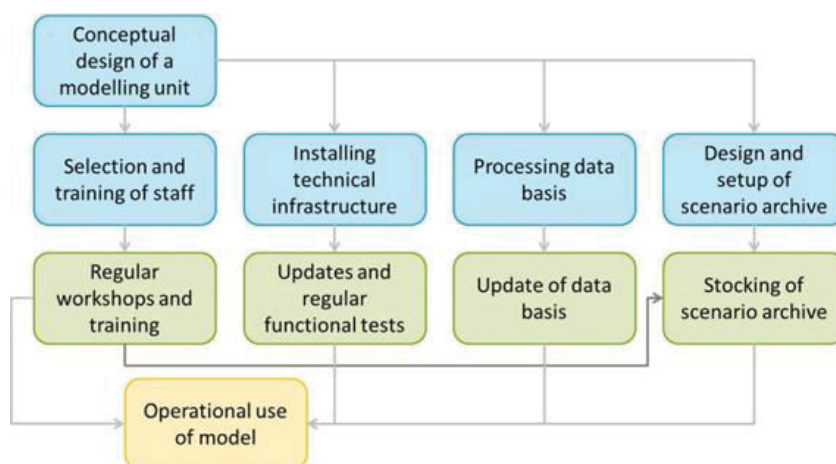 Conceptual
design of a
modelling unit
Selection and
training of staff
Installing
technical
infrastructure
Processing data
basis
Design and
setup of
scenario archive
Regular
workshops and
training
Updates and
regular
functional tests
Update of data
basis
Stocking of
scenario archive
Operational use
of model